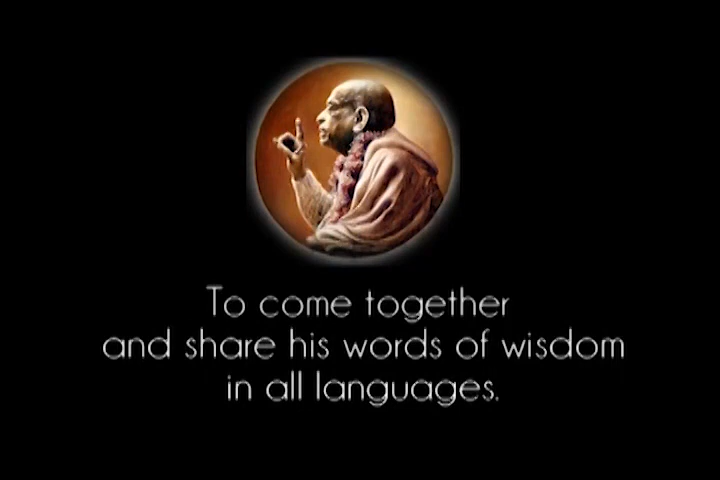 To come together
and share his words of wisdom
in all languages.